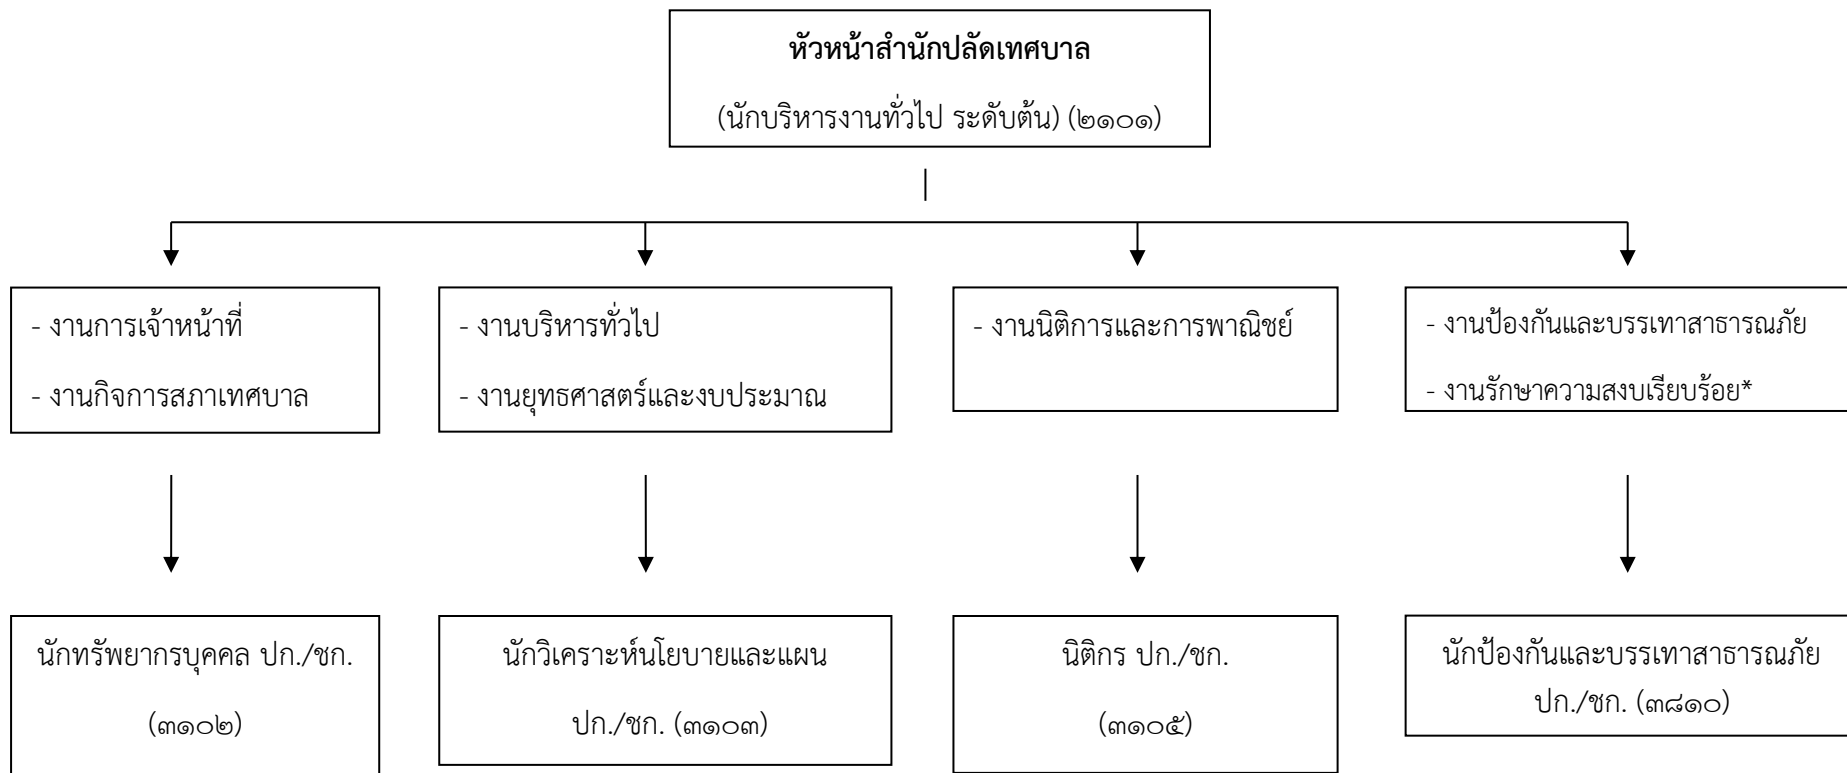 หัวหน้าสำนักปลัดเทศบาล
(นักบริหารงานทั่วไป ระดับต้น) (๒๑๐๑)
- งานการเจ้าหน้าที่
- งานกิจการสภาเทศบาล
- งานบริหารทั่วไป
- งานยุทธศาสตร์และงบประมาณ
- งานนิติการและการพาณิชย์
- งานป้องกันและบรรเทาสาธารณภัย
- งานรักษาความสงบเรียบร้อย*
นักทรัพยากรบุคคล ปก./ชก.
(๓๑๐๒)
นักวิเคราะห์นโยบายและแผน
ปก./ชก. (๓๑๐๓)
นิติกร ปก./ชก.
(๓๑๐๕)
นักป้องกันและบรรเทาสาธารณภัย
ปก./ชก. (๓๘๑๐)